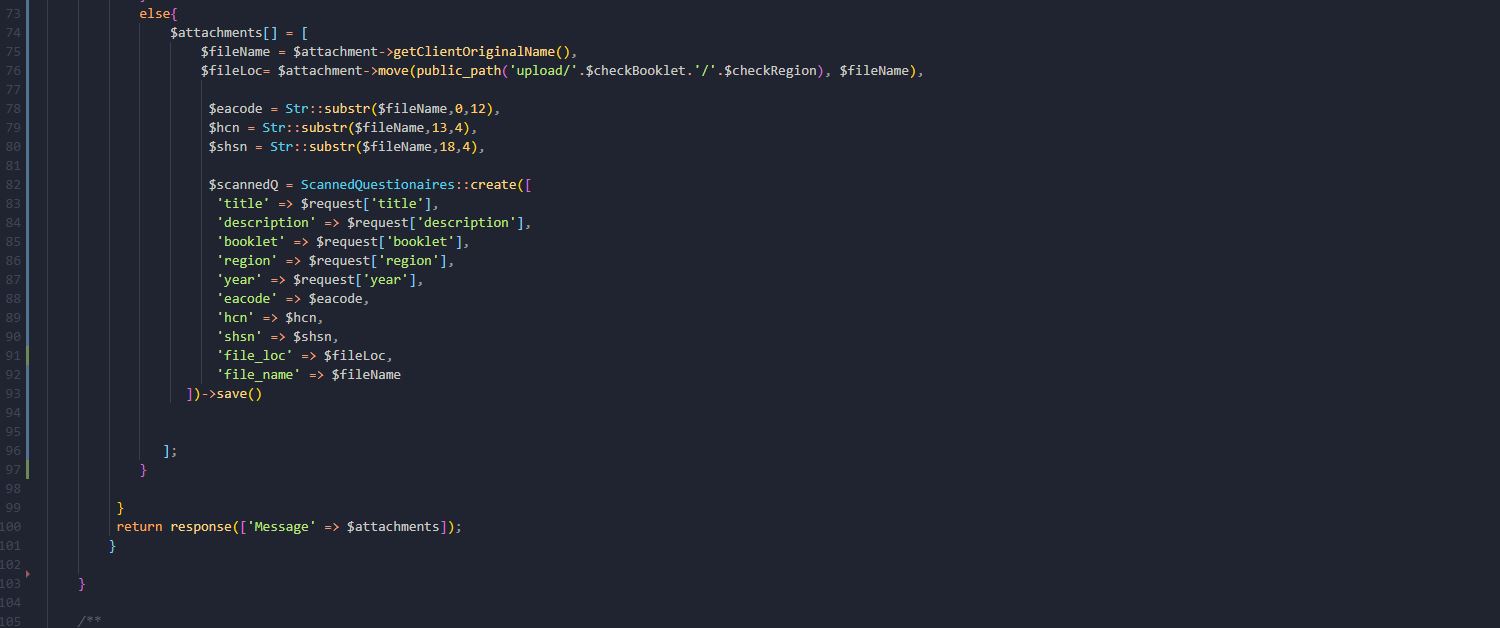 73 else{
74 $attachments[] = [
75 $fileName = $attachment->getClientOriginalName(),
76 $fileLoc= $attachment->move(public_path('upload/'.$checkBooklet.'/'.$checkRegion), $fileName),
77
78 $eacode = Str::substr($fileName,0,12),
79 $hcn = Str::substr($fileName,13,4),
80 $shsn = Str::substr($fileName,18,4),
81
82 $scannedQ = ScannedQuestionaires::create([
83 'title' => $request['title'],
84 'description' => $request['description'],
85 'booklet' => $request['booklet'],
86 'region' => $request['region'],
87 'year' => $request['year'],
88 'eacode' => $eacode,
89 'hcn' => $hcn,
90 'shsn' => $shsn,
91 'file_loc' => $fileLoc,
92 'file_name' => $fileName
93 ])->save()
94
95
96 ];
97 }
98
99 }
100 return response(['Message' => $attachments]);
101 }
102
103 }
104
105 /**